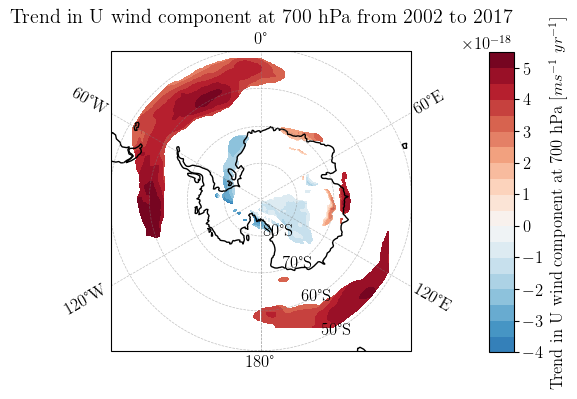 Trend in U wind component at 700 hPa from 2002 to 2017
0°
×10⁻¹⁸
60°W
60°E
5
4
3
2
1
0
−1
−2
−3
−4
80°S
70°S
60°S
50°S
120°W
120°E
180°
Trend in U wind component at 700 hPa [ms⁻¹ yr⁻¹]